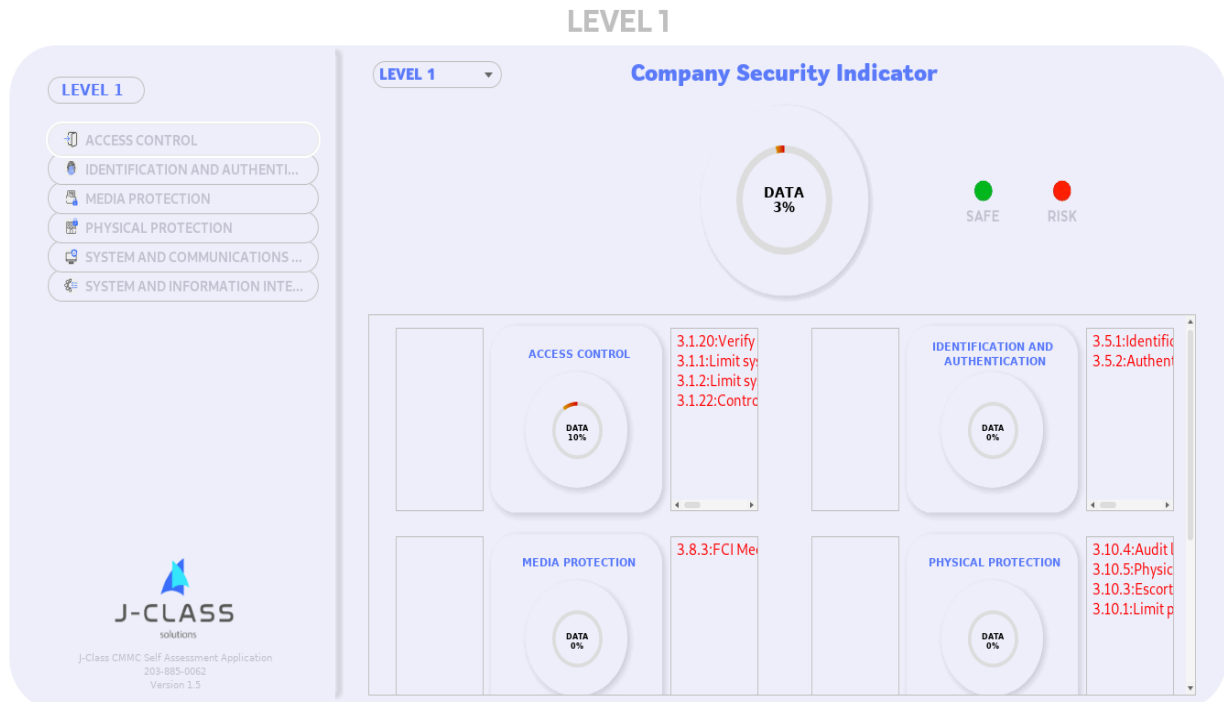 LEVEL 1
LEVEL 1
ACCESS CONTROL
IDENTIFICATION AND AUTHENTI...
MEDIA PROTECTION
PHYSICAL PROTECTION
SYSTEM AND COMMUNICATIONS ...
SYSTEM AND INFORMATION INTE...
J-CLASS
solutions
J-Class CMMC Self Assessment Application
203-885-0062
Version 1.5
LEVEL 1
Company Security Indicator
DATA
3%
SAFE
RISK
ACCESS CONTROL
DATA
10%
3.1.20:Verify
3.1.1:Limit sy
3.1.2:Limit sy
3.1.22:Contro
IDENTIFICATION AND
AUTHENTICATION
DATA
0%
3.5.1:Identific
3.5.2:Authent
MEDIA PROTECTION
DATA
0%
3.8.3:FCI Me
PHYSICAL PROTECTION
DATA
0%
3.10.4:Audit l
3.10.5:Physic
3.10.3:Escort
3.10.1:Limit p